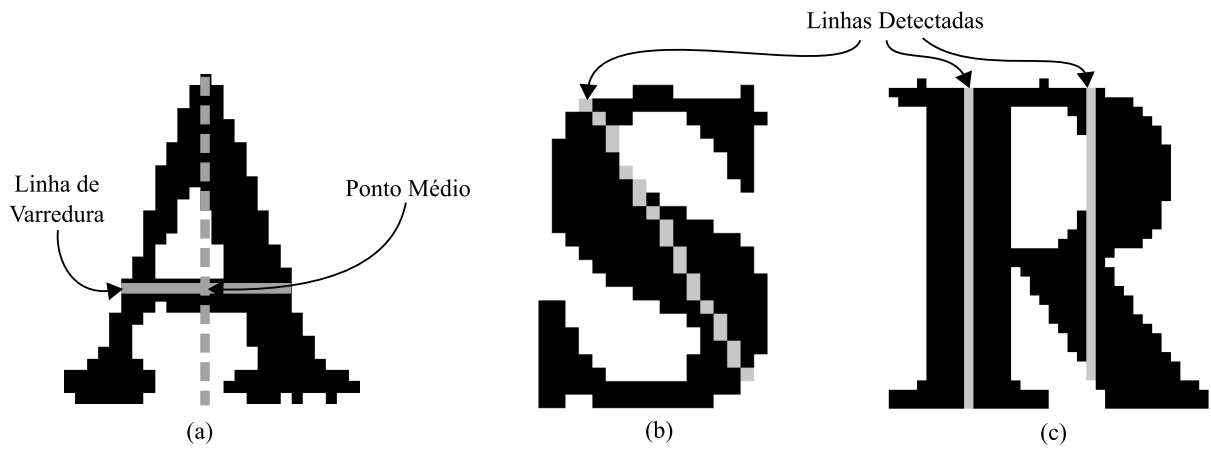 Linhas Detectadas
Linha de
Varredura
Ponto Médio
A
S
R
(a)
(b)
(c)